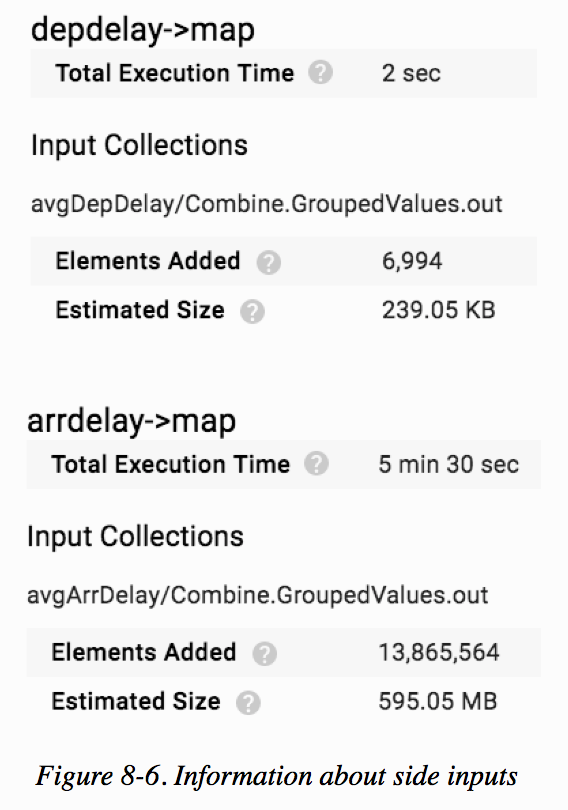 depdelay->map
Total Execution Time ? 2 sec
Input Collections
avgDepDelay/Combine.GroupedValues.out
Elements Added ? 6,994
Estimated Size ? 239.05 KB
arrdelay->map
Total Execution Time ? 5 min 30 sec
Input Collections
avgArrDelay/Combine.GroupedValues.out
Elements Added ? 13,865,564
Estimated Size ? 595.05 MB
Figure 8-6. Information about side inputs